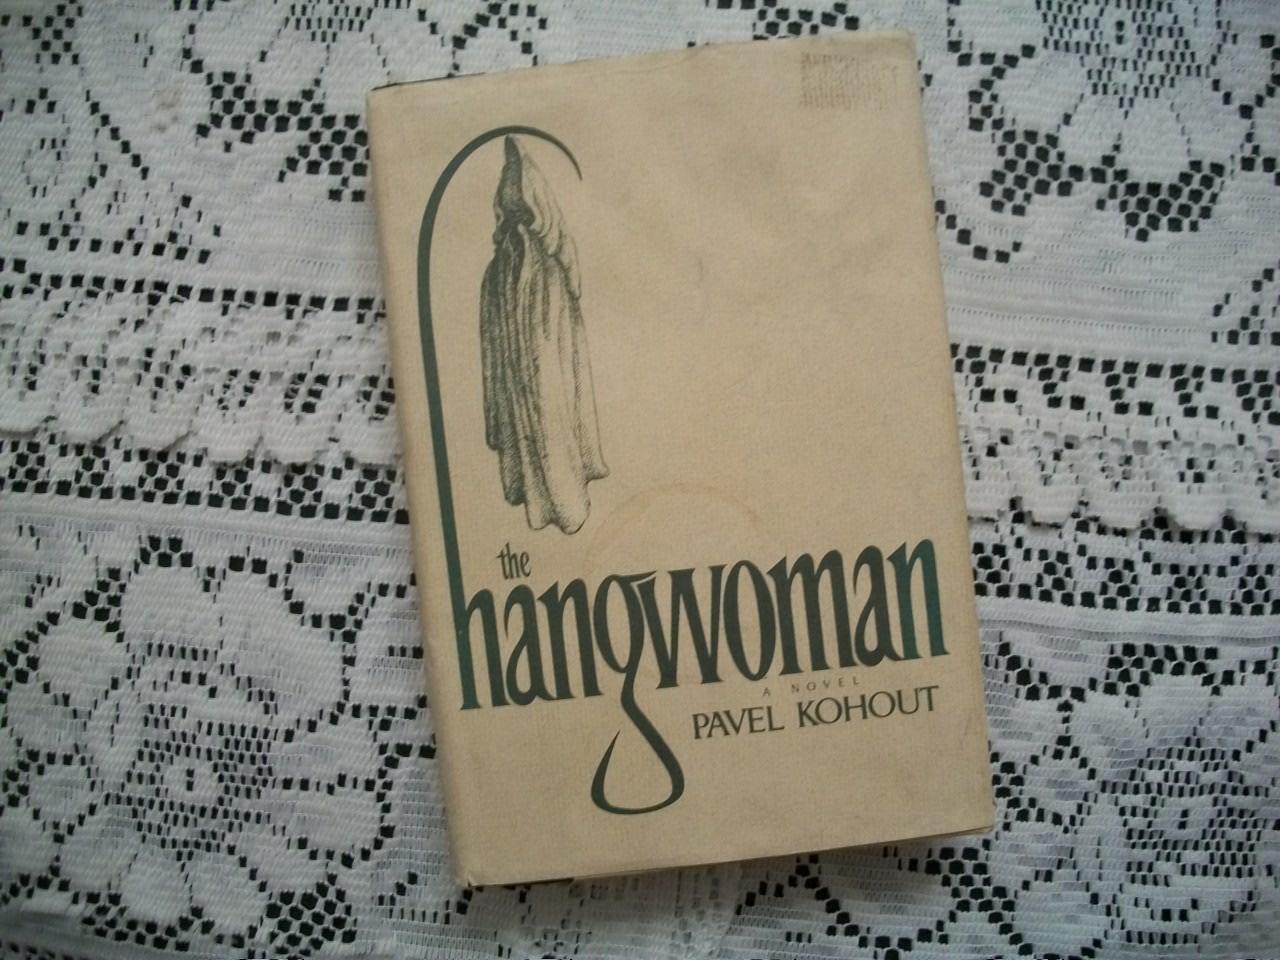 the
hangwoman
A NOVEL
PAVEL KOHOUT